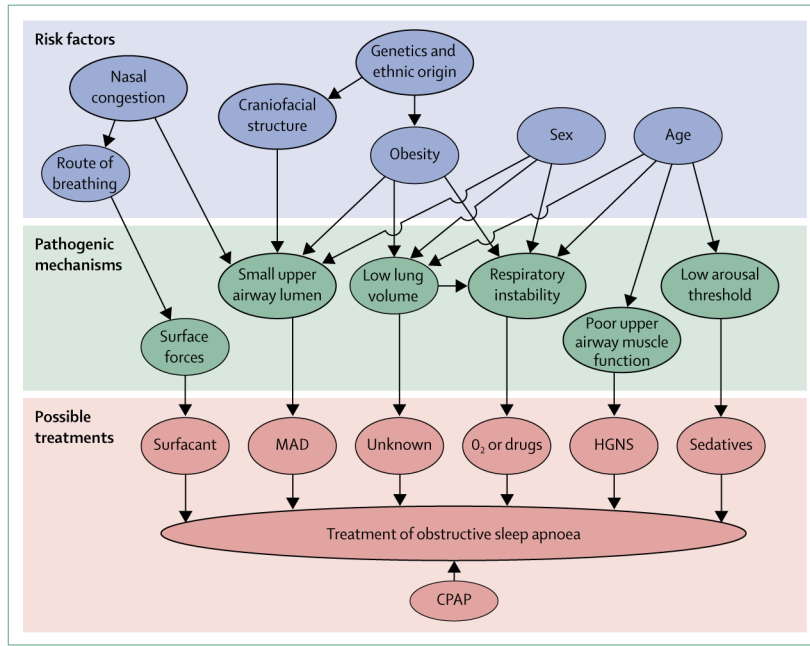 Risk factors
Genetics and
ethnic origin
Nasal
congestion
Craniofacial
structure
Sex
Age
Obesity
Route of
breathing
Pathogenic
mechanisms
Small upper
airway lumen
Low lung
volume
Respiratory
instability
Low arousal
threshold
Surface
forces
Poor upper
airway muscle
function
Possible
treatments
Surfacant
MAD
Unknown
0₂ or drugs
HGNS
Sedatives
Treatment of obstructive sleep apnoea
CPAP